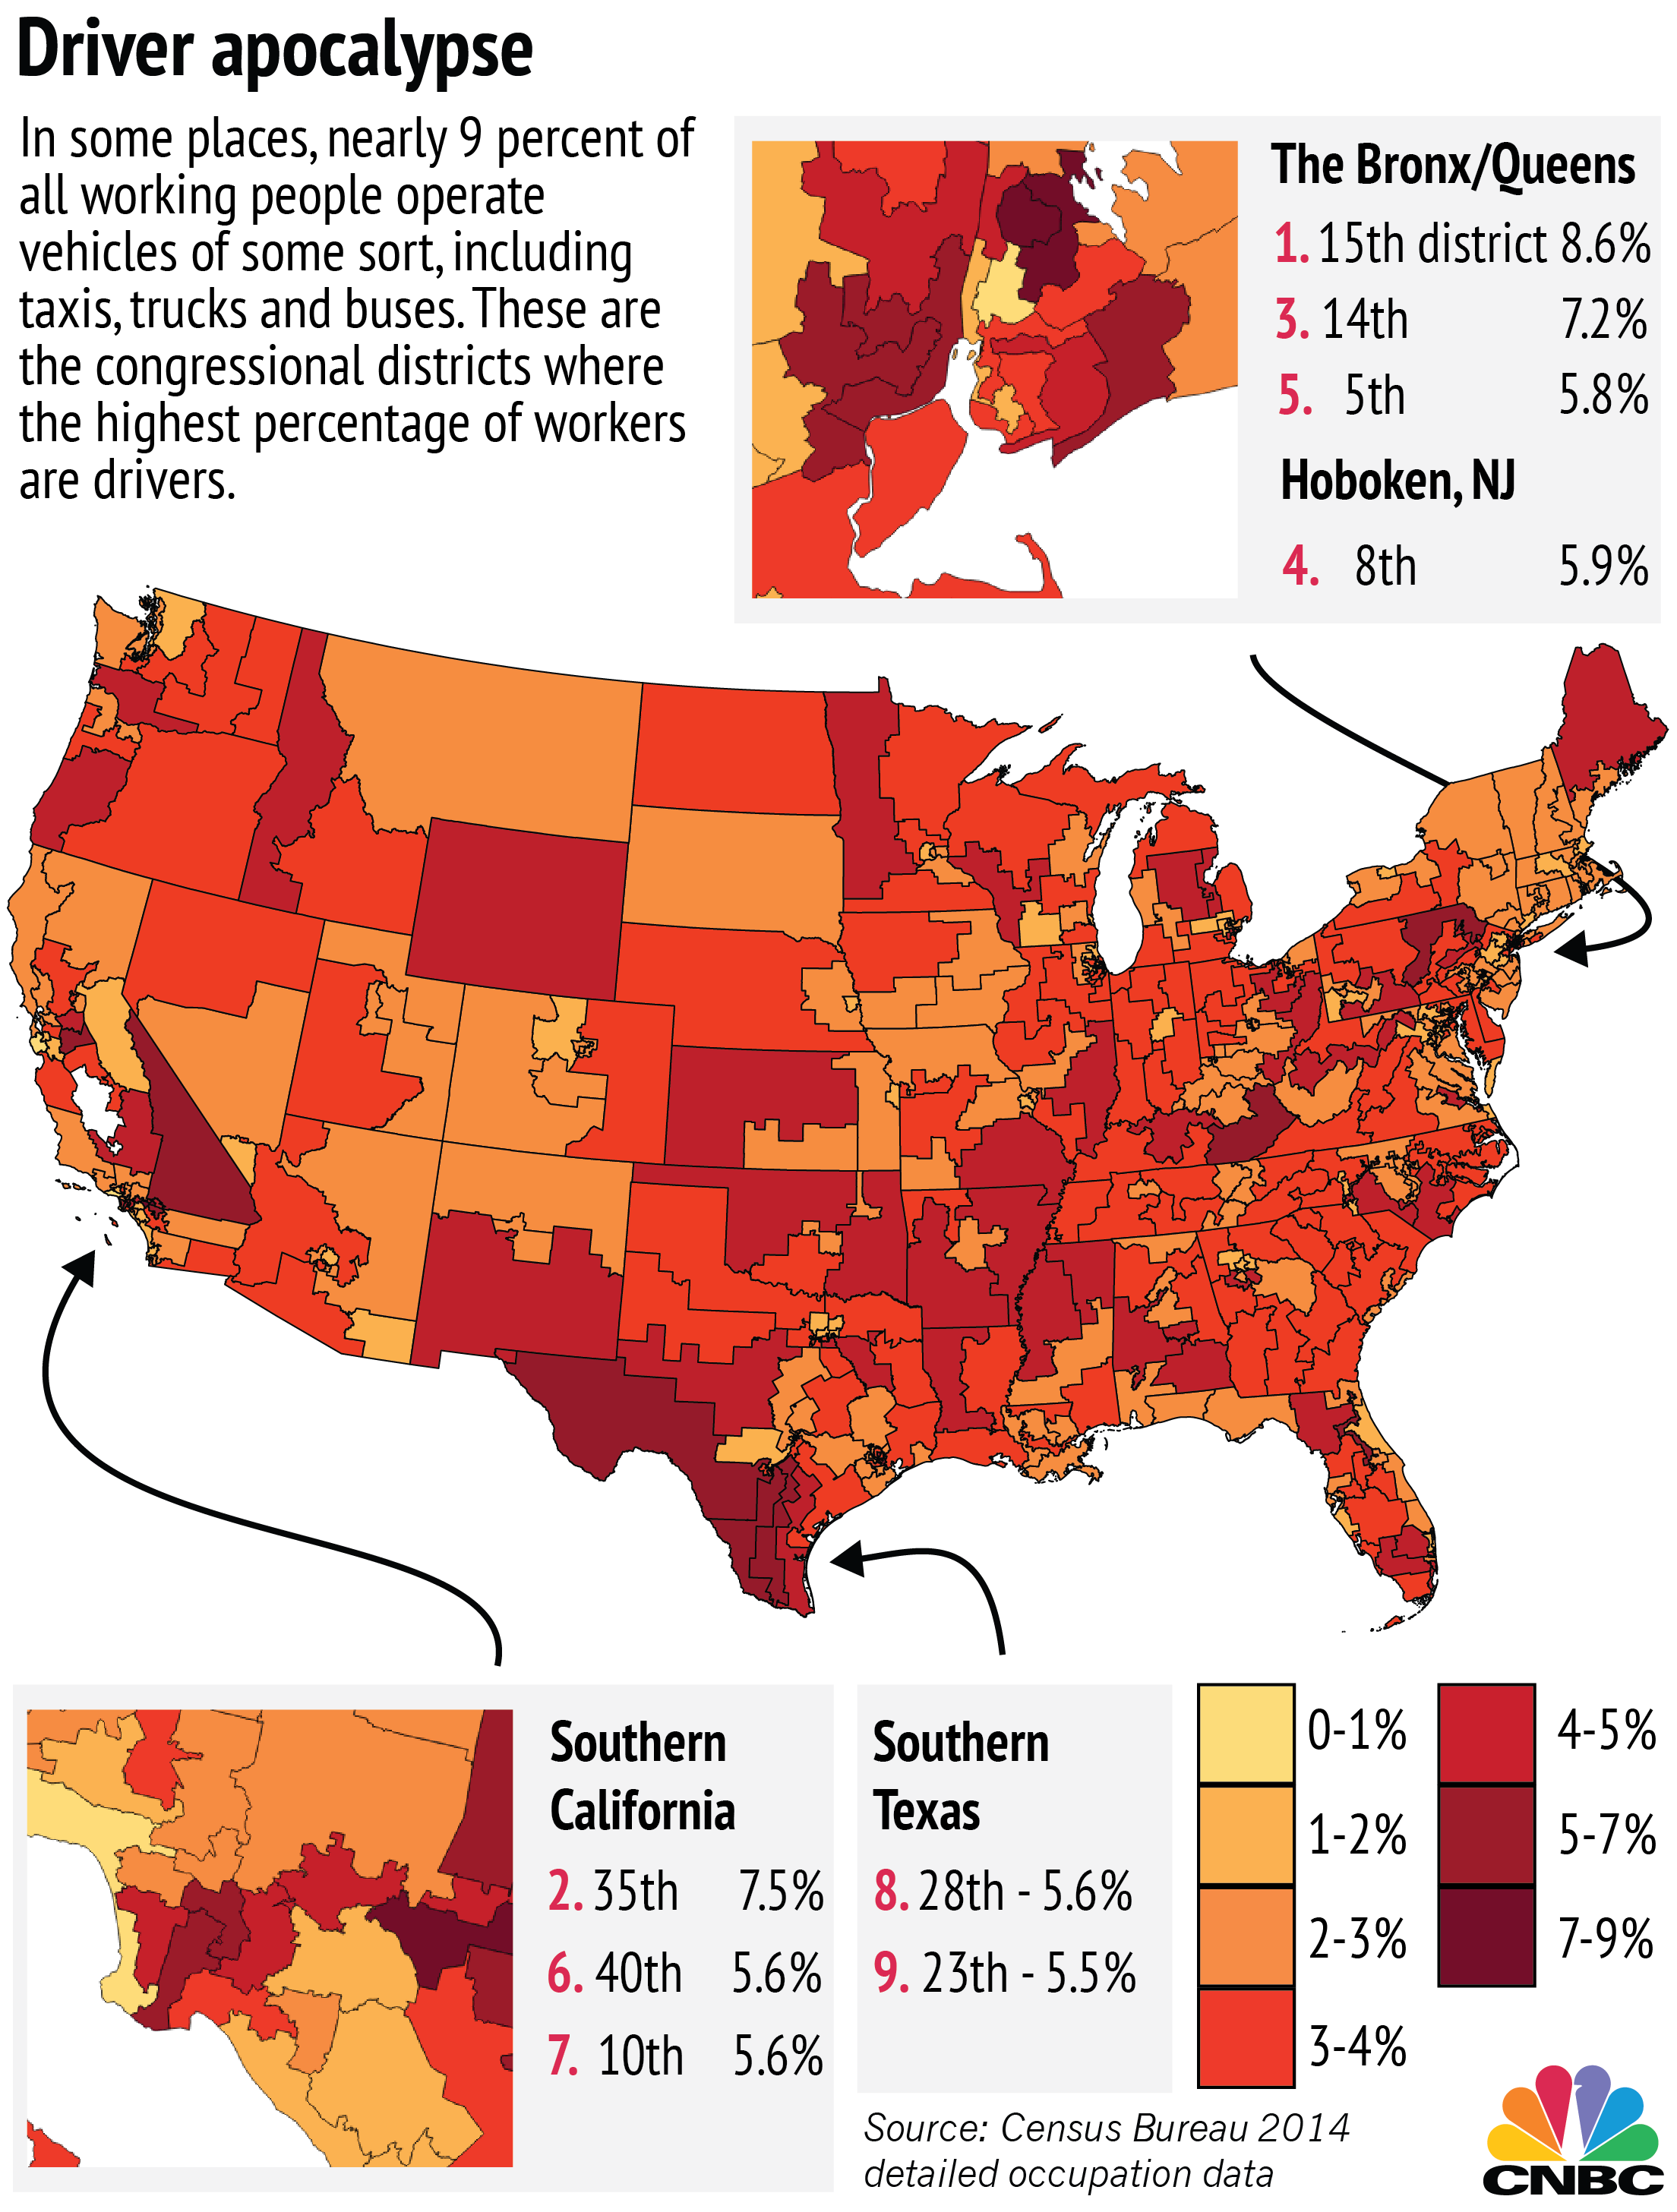 Driver apocalypse
In some places, nearly 9 percent of
all working people operate
vehicles of some sort, including
taxis, trucks and buses. These are
the congressional districts where
the highest percentage of workers
are drivers.
The Bronx/Queens
1. 15th district 8.6%
3. 14th 7.2%
5. 5th 5.8%
Hoboken, NJ
4. 8th 5.9%
Southern
California
2. 35th 7.5%
6. 40th 5.6%
7. 10th 5.6%
Southern
Texas
8. 28th - 5.6%
9. 23th - 5.5%
0-1%
1-2%
2-3%
3-4%
4-5%
5-7%
7-9%
Source: Census Bureau 2014
detailed occupation data
CNBC